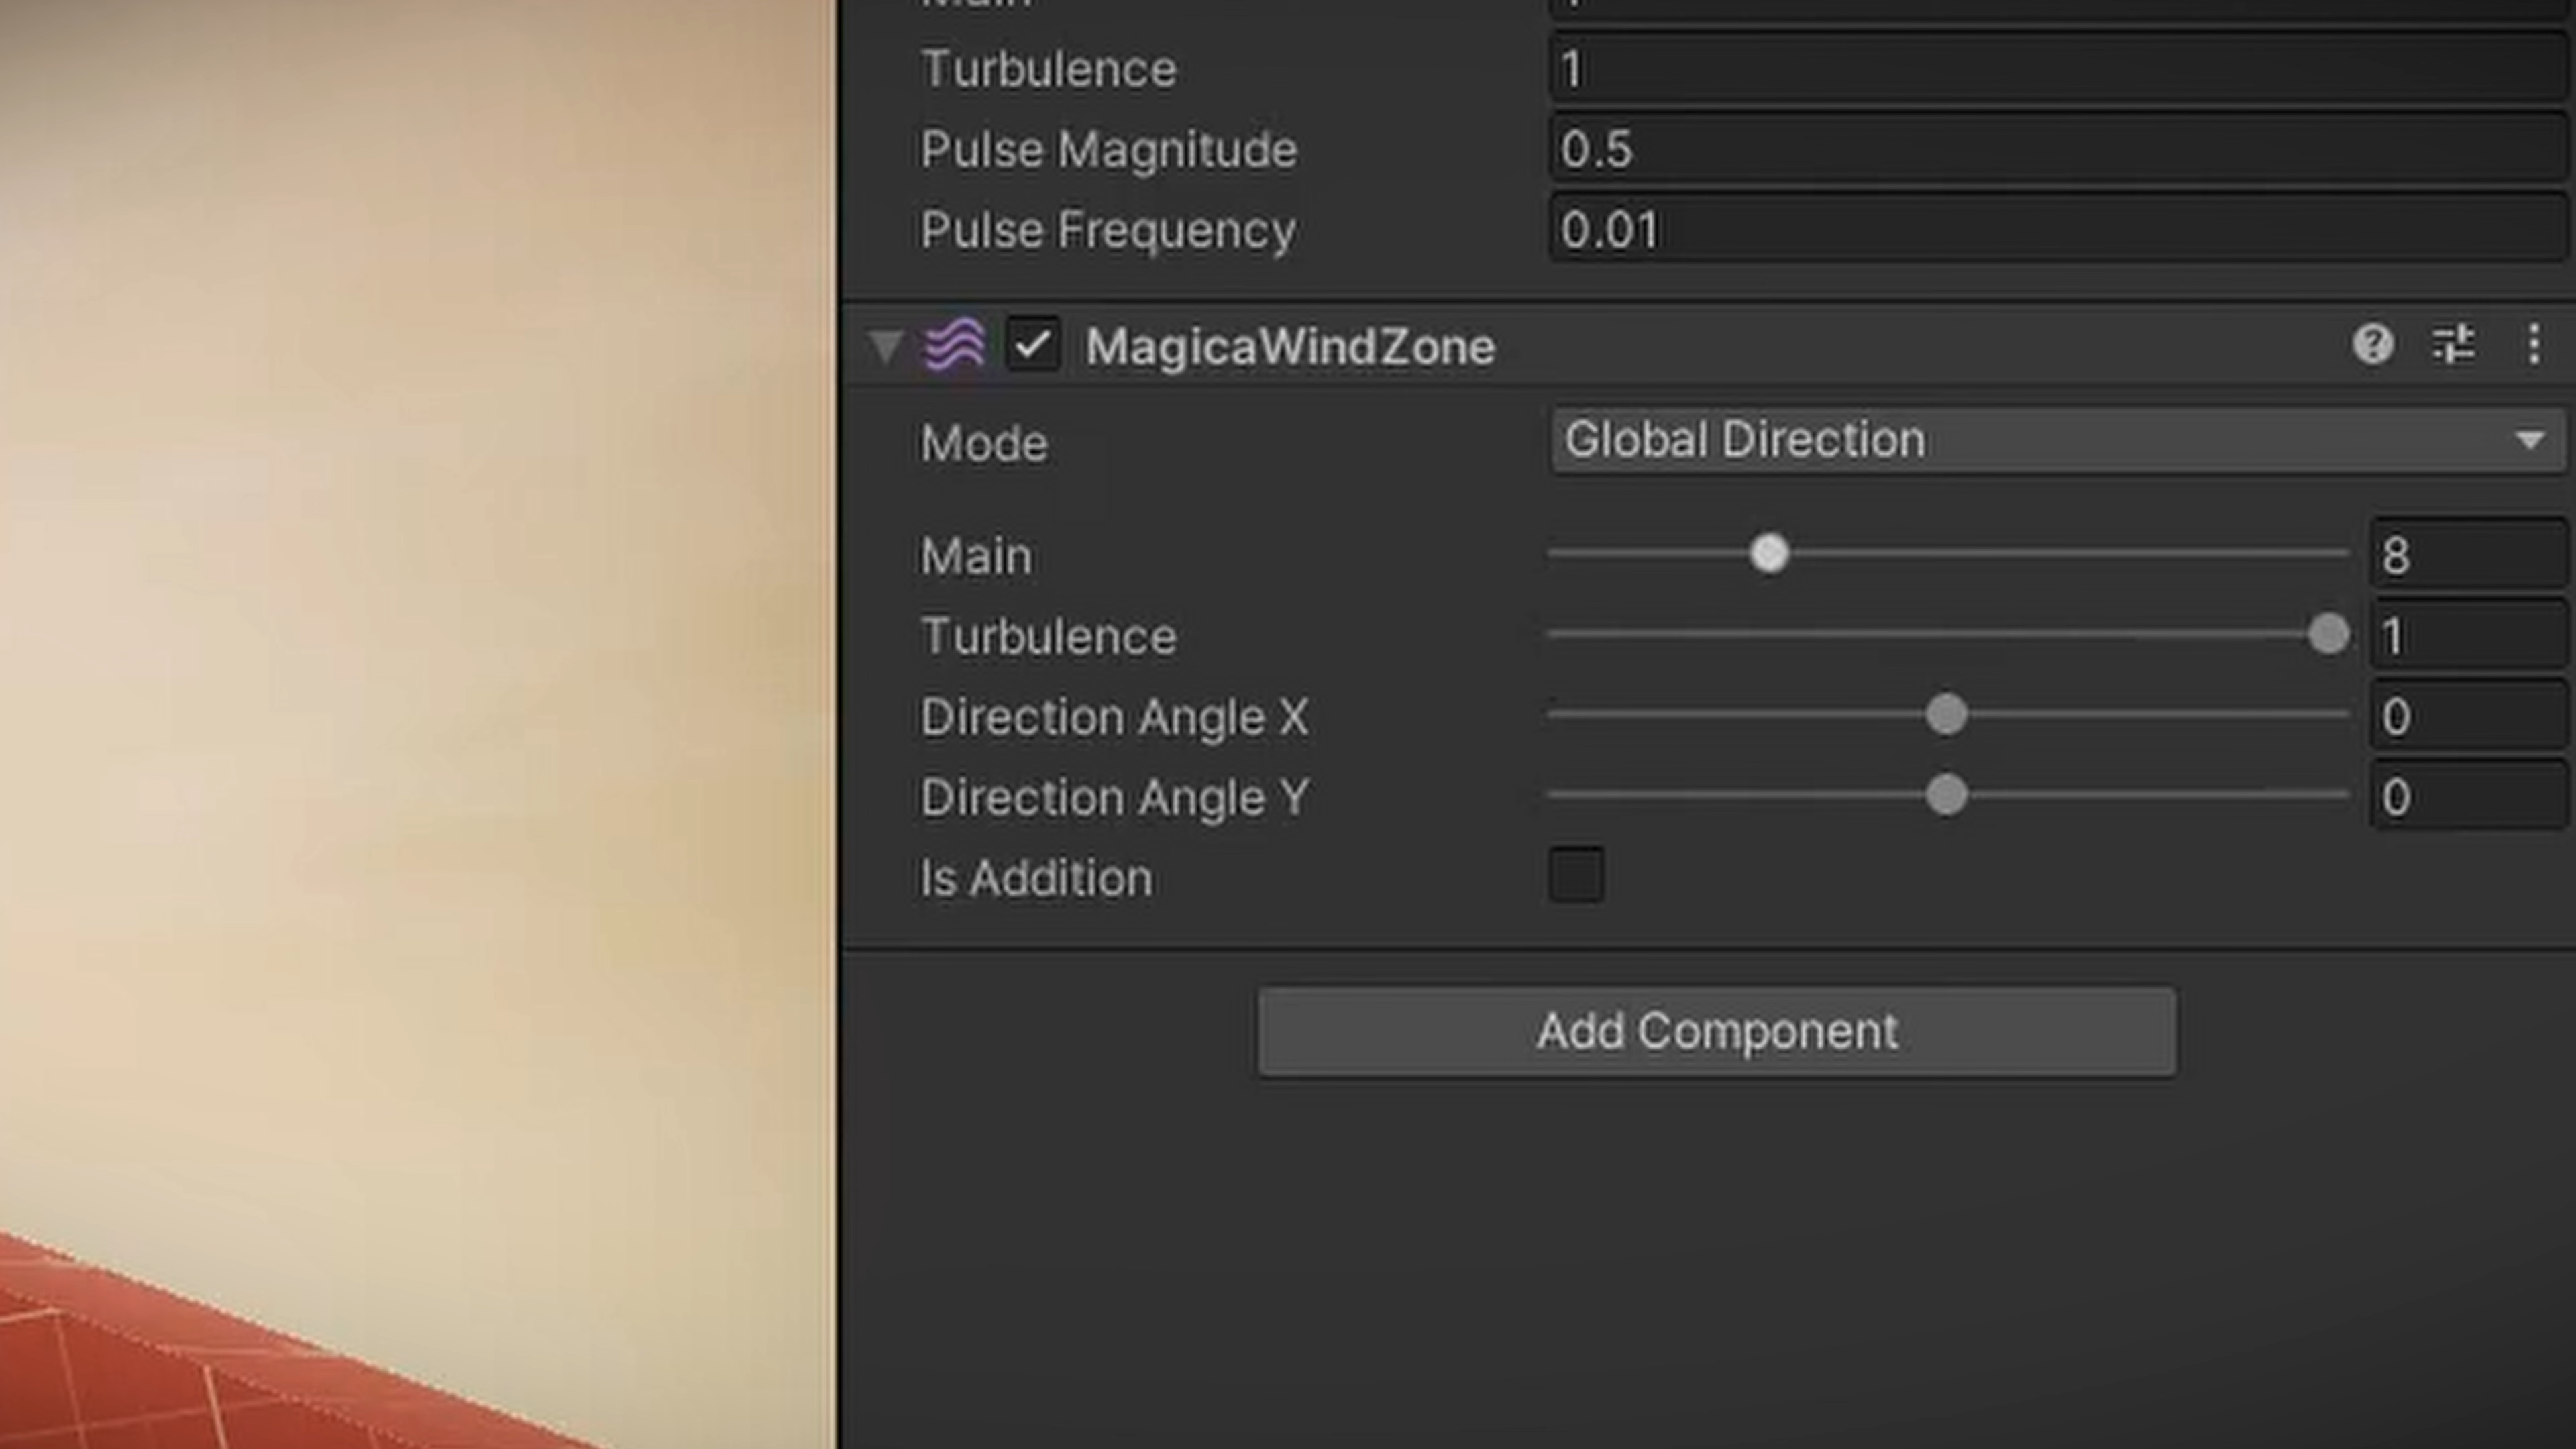 Main
Turbulence 1
Pulse Magnitude 0.5
Pulse Frequency 0.01
MagicaWindZone
Mode Global Direction
Main 8
Turbulence 1
Direction Angle X 0
Direction Angle Y 0
Is Addition
Add Component